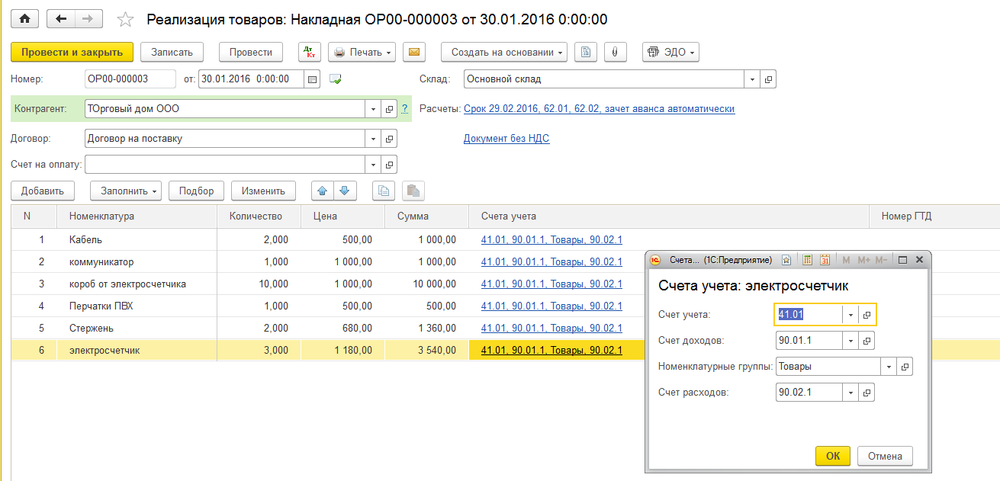 Реализация товаров: Накладная ОР00-000003 от 30.01.2016 0:00:00
Провести и закрыть Записать Провести Дт Кт Печать Создать на основании ЭДО
Номер: ОР00-000003 от: 30.01.2016 0:00:00 Склад: Основной склад
Контрагент: ТОрговый дом ООО ? Расчеты: Срок 29.02.2016, 62.01, 62.02, зачет аванса автоматически
Договор: Договор на поставку Документ без НДС
Счет на оплату:
Добавить Заполнить Подбор Изменить
N Номенклатура Количество Цена Сумма Счета учета Номер ГТД
1 Кабель 2,000 500,00 1 000,00 41.01, 90.01.1, Товары, 90.02.1
2 коммуникатор 1,000 1 000,00 1 000,00 41.01, 90.01.1, Товары, 90.02.1
3 короб от электросчетчика 10,000 1 000,00 10 000,00 41.01, 90.01.1, Товары, 90.02.1
4 Перчатки ПВХ 1,000 500,00 500,00 41.01, 90.01.1, Товары, 90.02.1
5 Стержень 2,000 680,00 1 360,00 41.01, 90.01.1, Товары, 90.02.1
6 электросчетчик 3,000 1 180,00 3 540,00 41.01, 90.01.1, Товары, 90.02.1
1С Счета... (1С:Предприятие) 31 M M+ M-
Счета учета: электросчетчик
Счет учета: 41.01
Счет доходов: 90.01.1
Номенклатурные группы: Товары
Счет расходов: 90.02.1
ОК Отмена